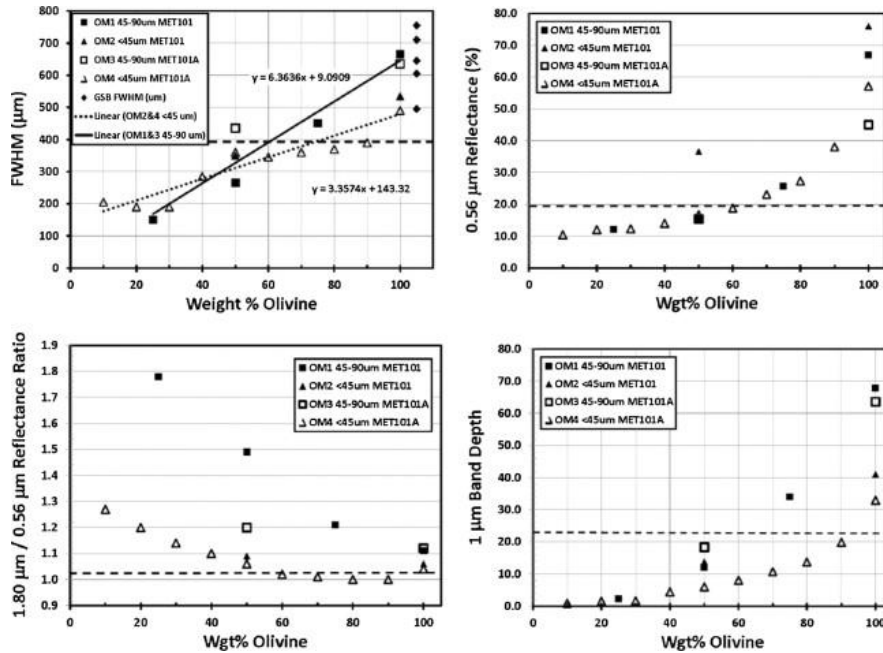 800
700
600
500
400
300
200
100
0
FWHM (µm)
OM1 45-90um MET101
OM2 <45um MET101
OM3 45-90um MET101A
OM4 <45um MET101A
GSB FWHM (um)
Linear (OM2&4 <45 um)
Linear (OM1&3 45-90 um)
y = 6.3636x + 9.0909
y = 3.3574x + 143.32
0 20 40 60 80 100
Weight % Olivine
80.0
70.0
60.0
50.0
40.0
30.0
20.0
10.0
0.0
0.56 µm Reflectance (%)
OM1 45-90um MET101
OM2 <45um MET101
OM3 45-90um MET101A
OM4 <45um MET101A
0 20 40 60 80 100
Wgt% Olivine
1.9
1.8
1.7
1.6
1.5
1.4
1.3
1.2
1.1
1.0
0.9
1.80 µm / 0.56 µm Reflectance Ratio
OM1 45-90um MET101
OM2 <45um MET101
OM3 45-90um MET101A
OM4 <45um MET101A
0 20 40 60 80 100
Wgt% Olivine
80.0
70.0
60.0
50.0
40.0
30.0
20.0
10.0
0.0
1 µm Band Depth
OM1 45-90um MET101
OM2 <45um MET101
OM3 45-90um MET101A
OM4 <45um MET101A
0 20 40 60 80 100
Wgt% Olivine